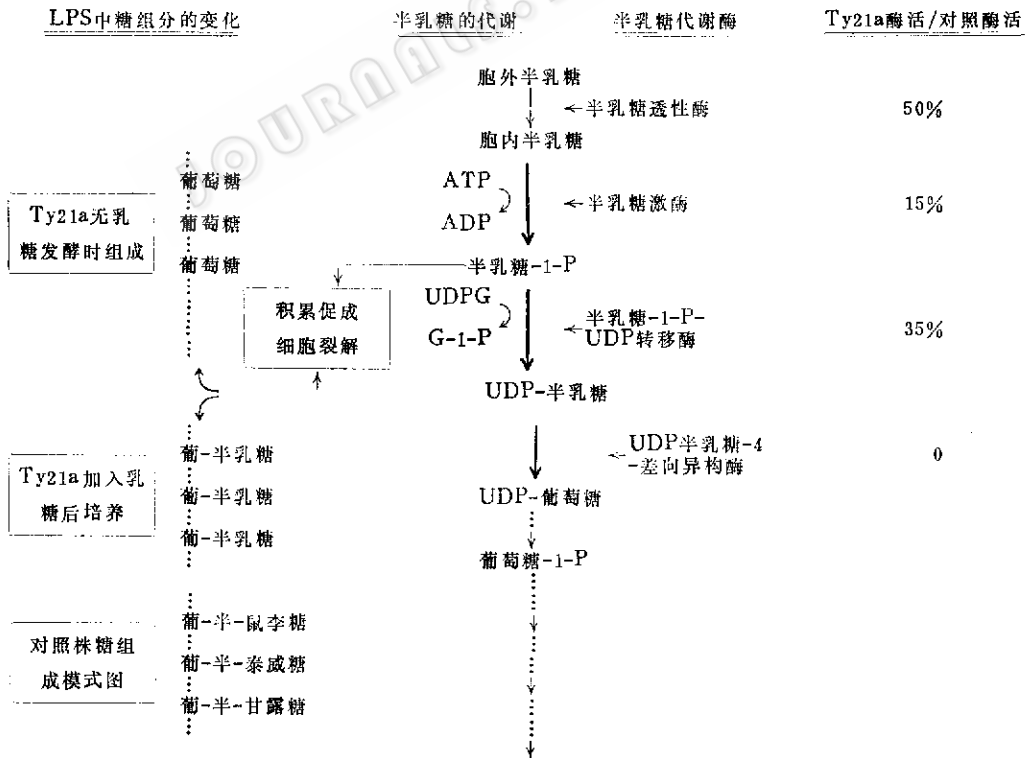 LPS中糖组分的变化 半乳糖的代谢 半乳糖代谢酶 Ty21a酶活/对照酶活
JOURNALS.
胞外半乳糖
←半乳糖透性酶 50%
胞内半乳糖
葡萄糖
葡萄糖
葡萄糖
Ty21a无乳
糖发酵时组成
ATP
ADP
←半乳糖激酶 15%
半乳糖-1-P
积累促成
细胞裂解
UDPG
G-1-P
←半乳糖-1-P-
UDP转移酶
35%
UDP-半乳糖
Ty21a加入乳
糖后培养
葡-半乳糖
葡-半乳糖
葡-半乳糖
←UDP半乳糖-4
-差向异构酶
0
UDP-葡萄糖
葡萄糖-1-P
对照株糖组
成模式图
葡-半-鼠李糖
葡-半-泰威糖
葡-半-甘露糖